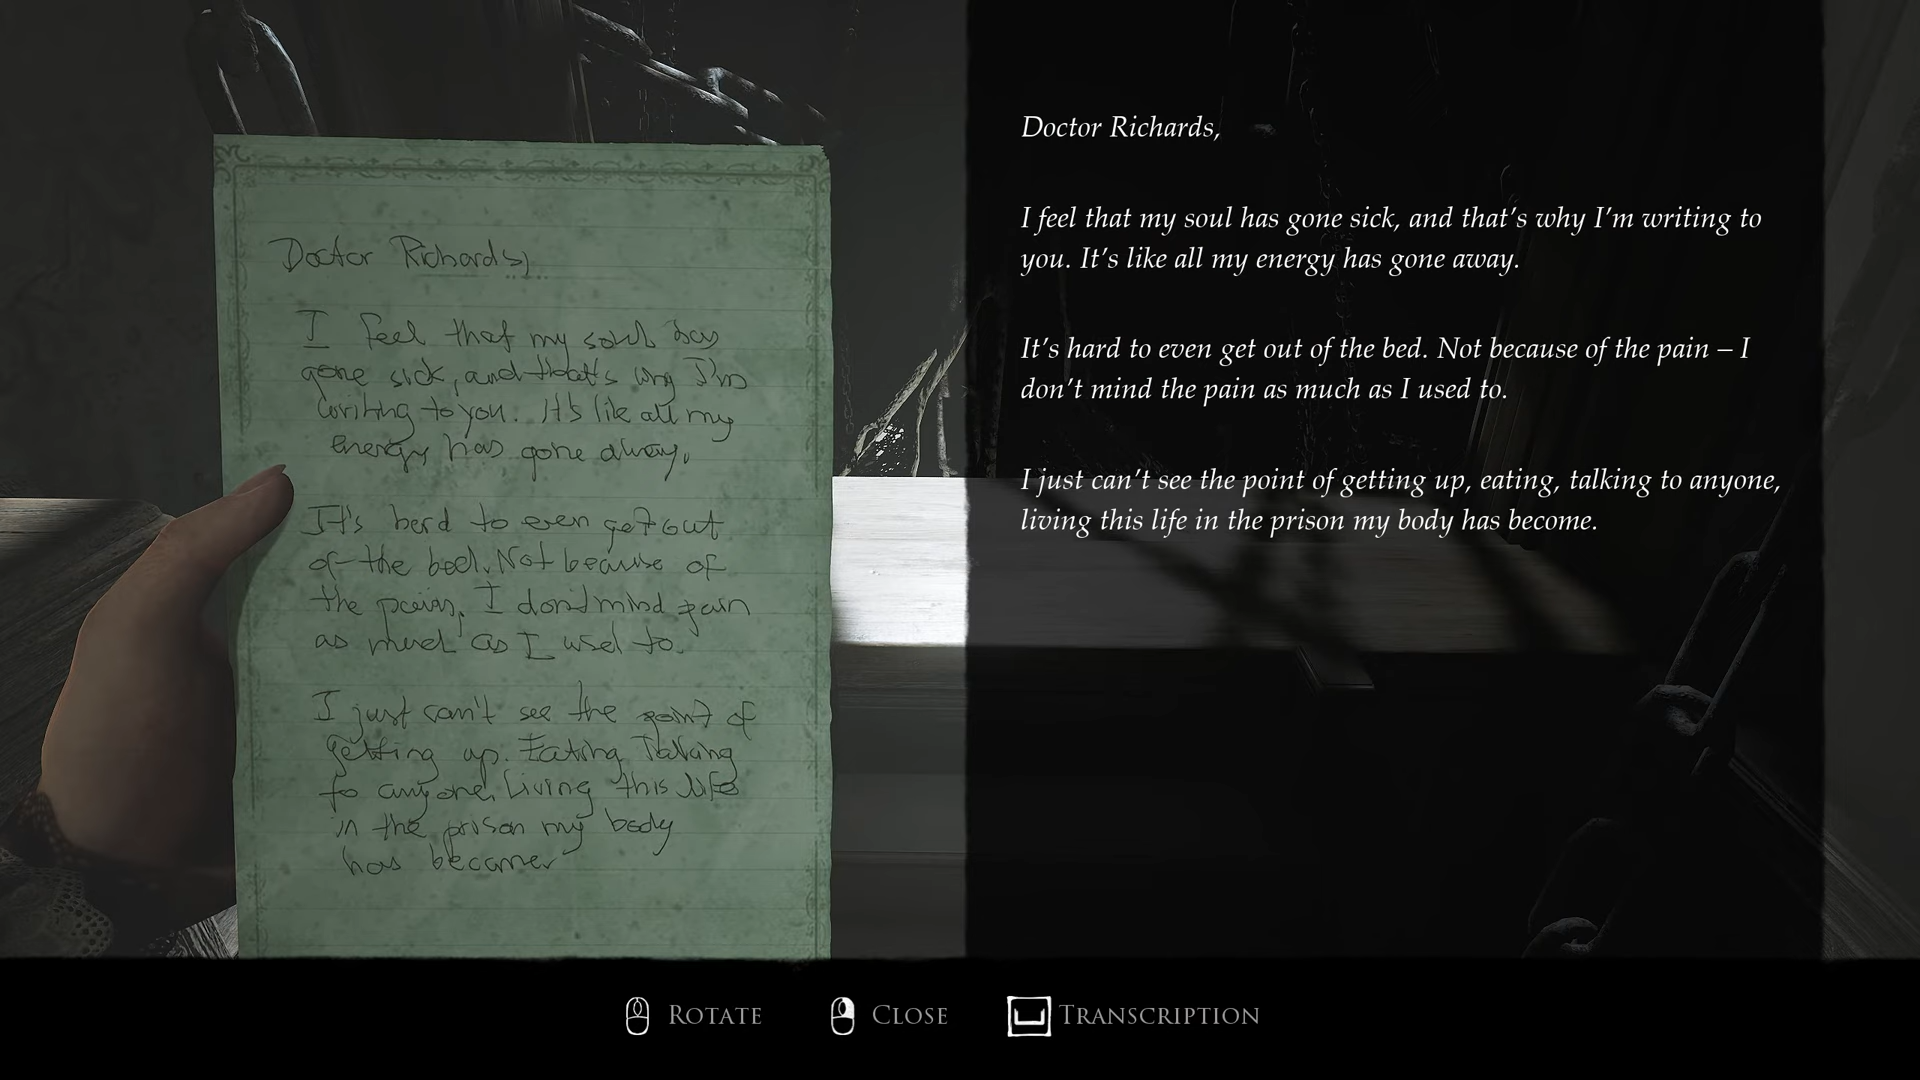 Doctor Richards,
I feel that my soul has
gone sick, and that's why I'm
writing to you. It's like all my
energy has gone away.
It's hard to even get out
of the bed. Not because of
the pain, I don't mind pain
as much as I used to.
I just can't see the point of
getting up. Eating Talking
to anyone, living this life
in the prison my body
has become
Doctor Richards,
I feel that my soul has gone sick, and that's why I'm writing to
you. It's like all my energy has gone away.
It's hard to even get out of the bed. Not because of the pain – I
don't mind the pain as much as I used to.
I just can't see the point of getting up, eating, talking to anyone,
living this life in the prison my body has become.
ROTATE
CLOSE
TRANSCRIPTION